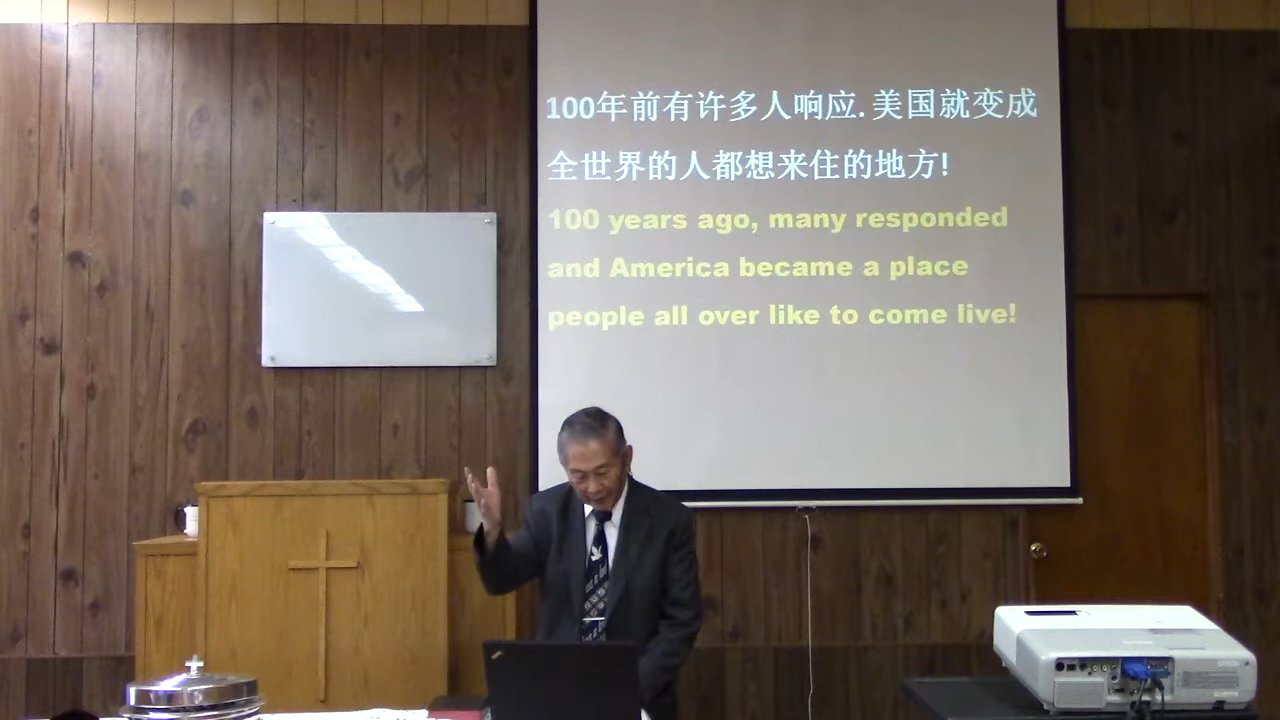 100年前有许多人响应. 美国就变成
全世界的人都想来住的地方!
100 years ago, many responded
and America became a place
people all over like to come live!
EPSON